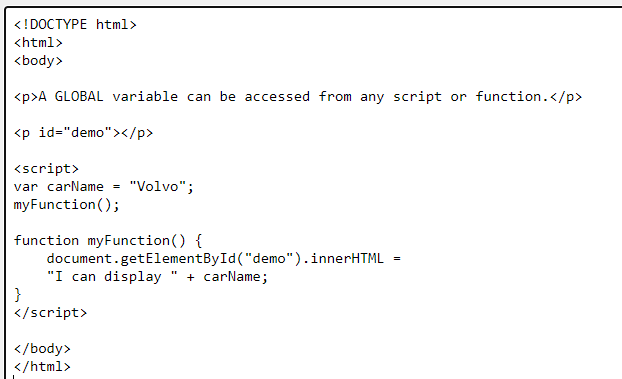 <!DOCTYPE html>
<html>
<body>

<p>A GLOBAL variable can be accessed from any script or function.</p>

<p id="demo"></p>

<script>
var carName = "Volvo";
myFunction();

function myFunction() {
    document.getElementById("demo").innerHTML =
    "I can display " + carName;
}
</script>

</body>
</html>